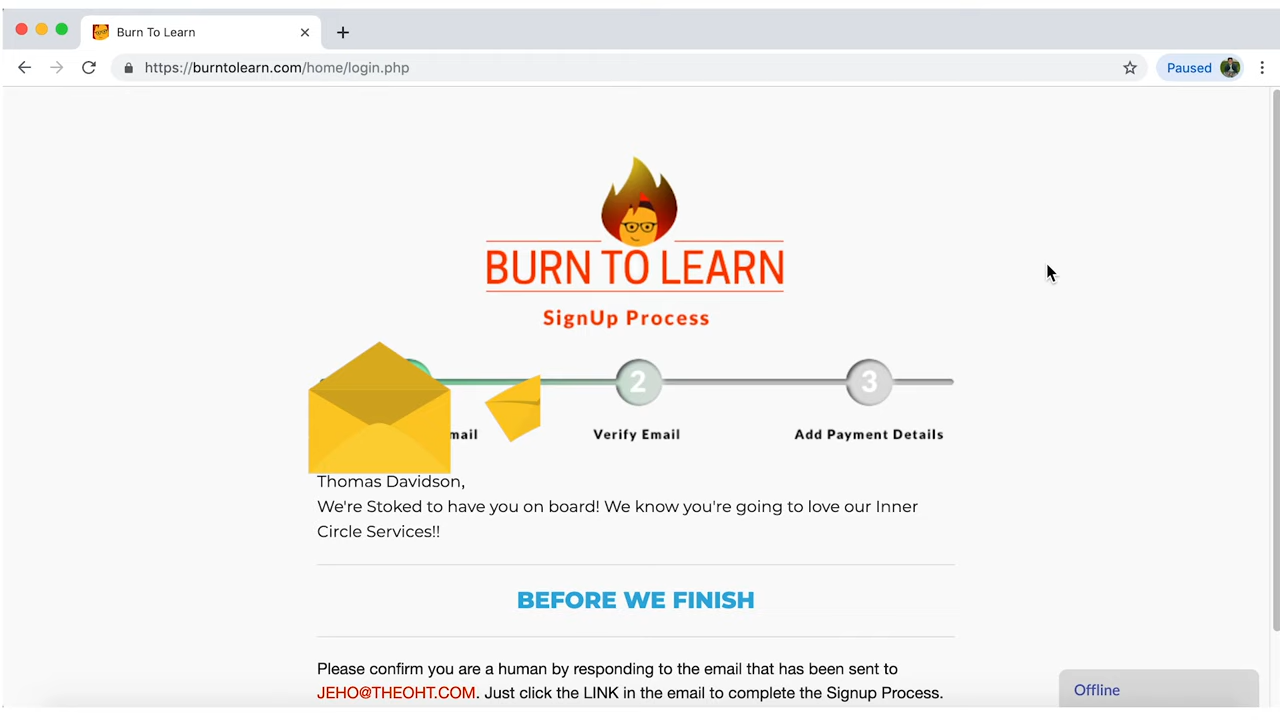 Burn To Learn
https://burntolearn.com/home/login.php
Paused
BURN TO LEARN
SignUp Process
2
3
mail
Verify Email
Add Payment Details
Thomas Davidson,
We're Stoked to have you on board! We know you're going to love our Inner
Circle Services!!
BEFORE WE FINISH
Please confirm you are a human by responding to the email that has been sent to
JEHO@THEOHT.COM. Just click the LINK in the email to complete the Signup Process.
Offline